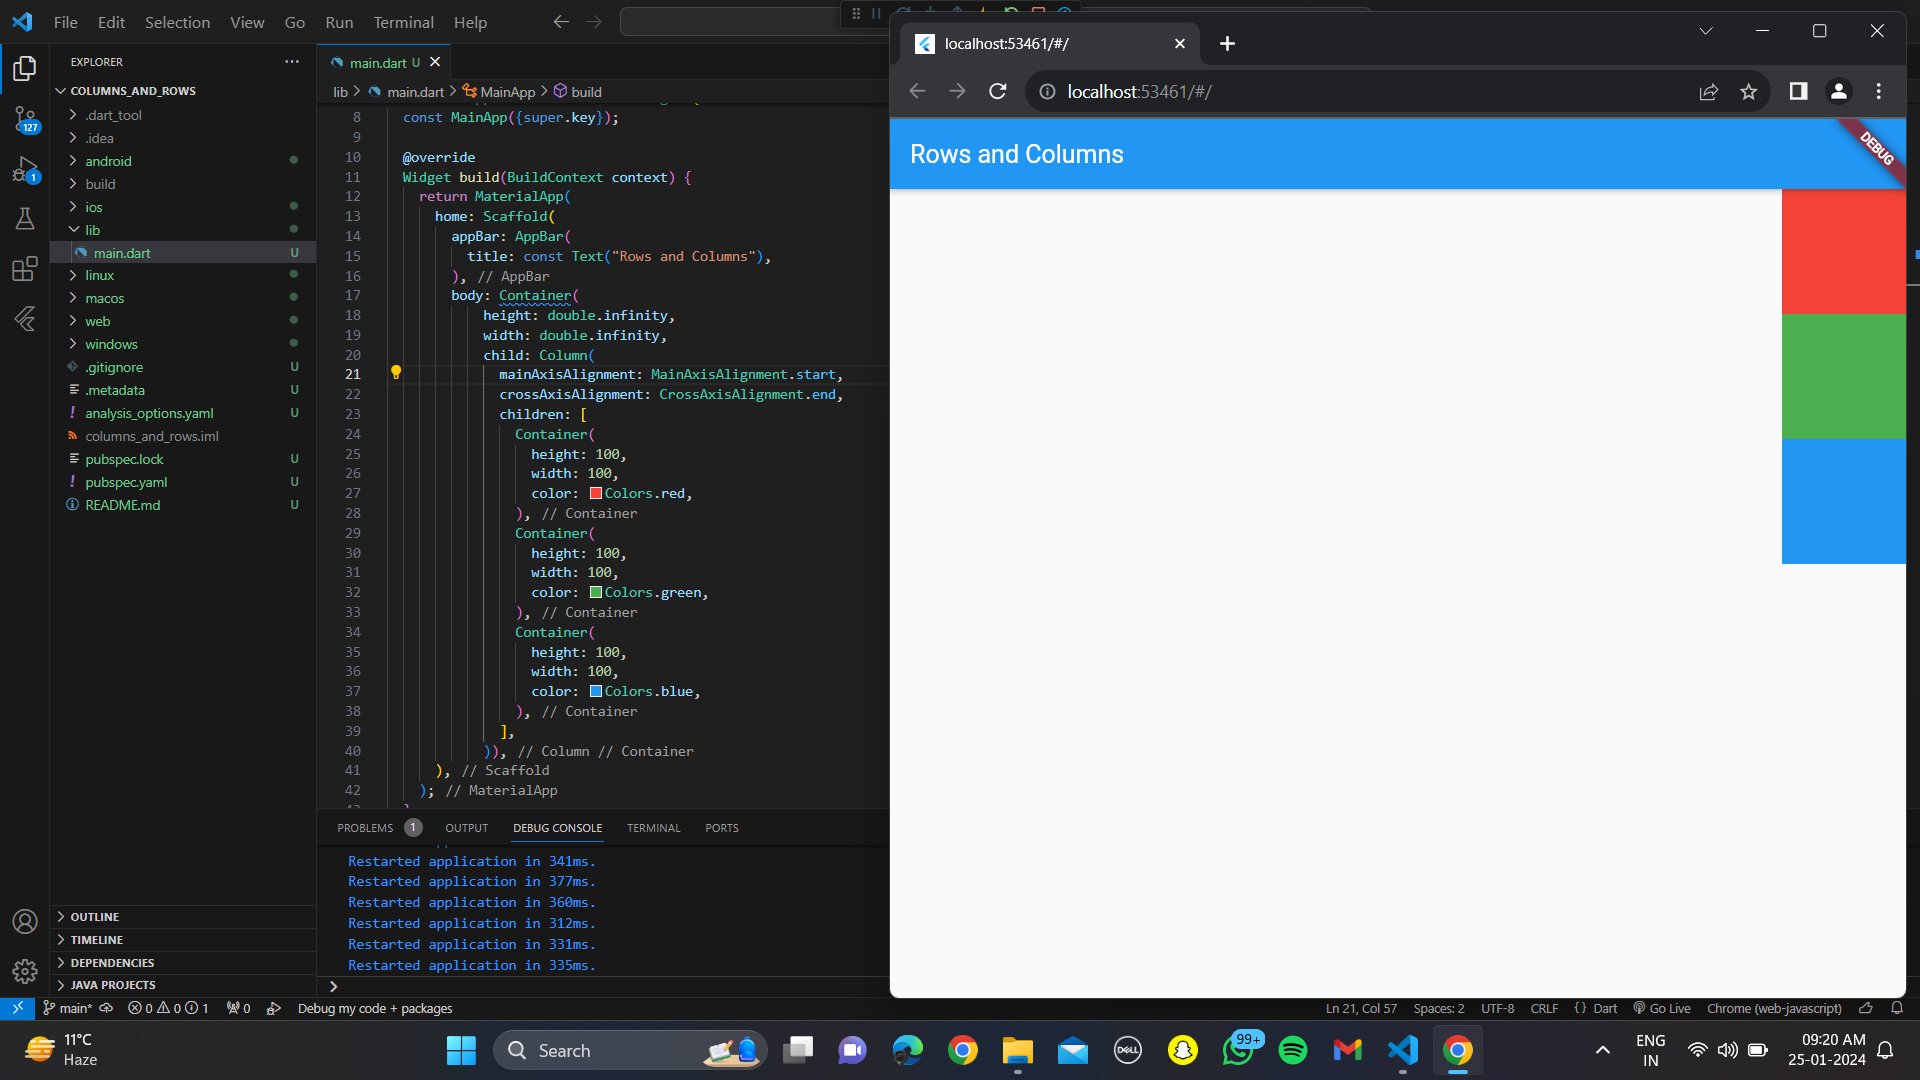 File Edit Selection View Go Run Terminal Help
EXPLORER
COLUMNS_AND_ROWS
.dart_tool
.idea
android
build
ios
lib
main.dart U
linux
macos
web
windows
.gitignore U
.metadata U
analysis_options.yaml U
columns_and_rows.iml
pubspec.lock U
pubspec.yaml U
README.md U
OUTLINE
TIMELINE
DEPENDENCIES
JAVA PROJECTS
127
1
main.dart U
lib > main.dart > MainApp > build
8 const MainApp({super.key});
9
10 @override
11 Widget build(BuildContext context) {
12 return MaterialApp(
13 home: Scaffold(
14 appBar: AppBar(
15 title: const Text("Rows and Columns"),
16 ), // AppBar
17 body: Container(
18 height: double.infinity,
19 width: double.infinity,
20 child: Column(
21 mainAxisAlignment: MainAxisAlignment.start,
22 crossAxisAlignment: CrossAxisAlignment.end,
23 children: [
24 Container(
25 height: 100,
26 width: 100,
27 color: Colors.red,
28 ), // Container
29 Container(
30 height: 100,
31 width: 100,
32 color: Colors.green,
33 ), // Container
34 Container(
35 height: 100,
36 width: 100,
37 color: Colors.blue,
38 ), // Container
39 ],
40 )), // Column // Container
41 ), // Scaffold
42 ); // MaterialApp
PROBLEMS 1 OUTPUT DEBUG CONSOLE TERMINAL PORTS
Restarted application in 341ms.
Restarted application in 377ms.
Restarted application in 360ms.
Restarted application in 312ms.
Restarted application in 331ms.
Restarted application in 335ms.
localhost:53461/#/
localhost:53461/#/
Rows and Columns
DEBUG
main* 0 0 1 0 Debug my code + packages
Ln 21, Col 57 Spaces: 2 UTF-8 CRLF {} Dart Go Live Chrome (web-javascript)
11°C
Haze
Search
DELL
99+
ENG
IN
09:20 AM
25-01-2024